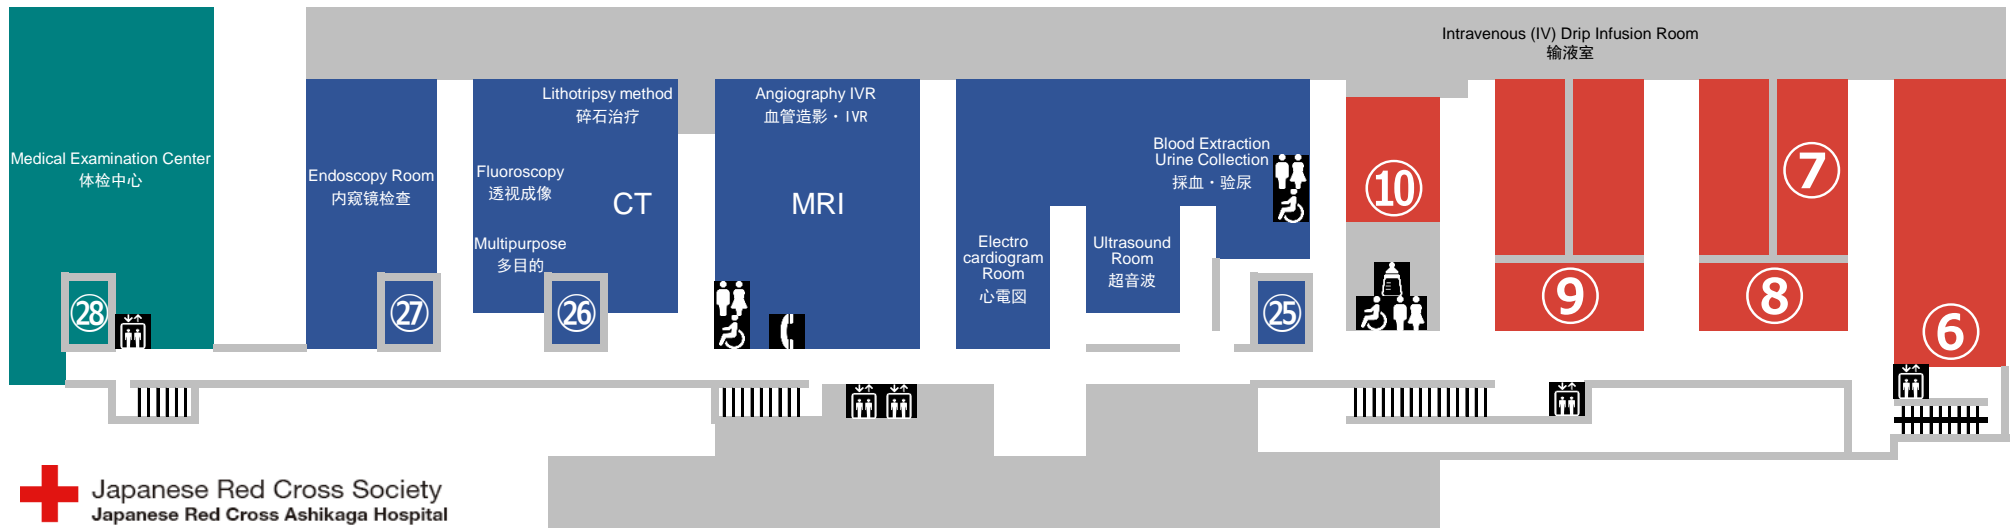 Intravenous (IV) Drip Infusion Room
输液室
Medical Examination Center
体检中心
㉘
Endoscopy Room
内窥镜检查
㉗
Lithotripsy method
碎石治疗
Fluoroscopy
透视成像
CT
Multipurpose
多目的
㉖
Angiography IVR
血管造影・IVR
MRI
Blood Extraction
Urine Collection
採血・验尿
Electro
cardiogram
Room
心電図
Ultrasound
Room
超音波
㉕
⑩
⑨
⑦
⑧
⑥
Japanese Red Cross Society
Japanese Red Cross Ashikaga Hospital